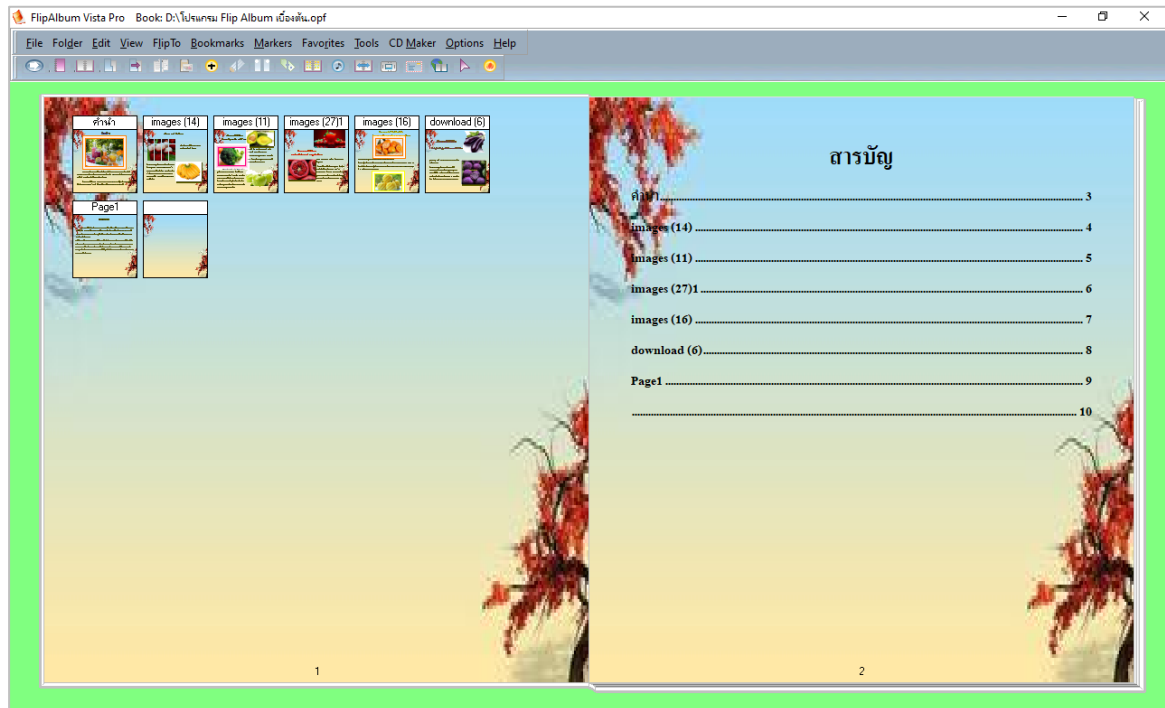 FlipAlbum Vista Pro Book: D:\โปรแกรม Flip Album เบื้องต้น.opf
File Folder Edit View FlipTo Bookmarks Markers Favorites Tools CD Maker Options Help
คำนำ images (14) images (11) images (27)1 images (16) download (6)
Page1
1
สารบัญ
คำนำ 3
images (14) 4
images (11) 5
images (27)1 6
images (16) 7
download (6) 8
Page1 9
10
2